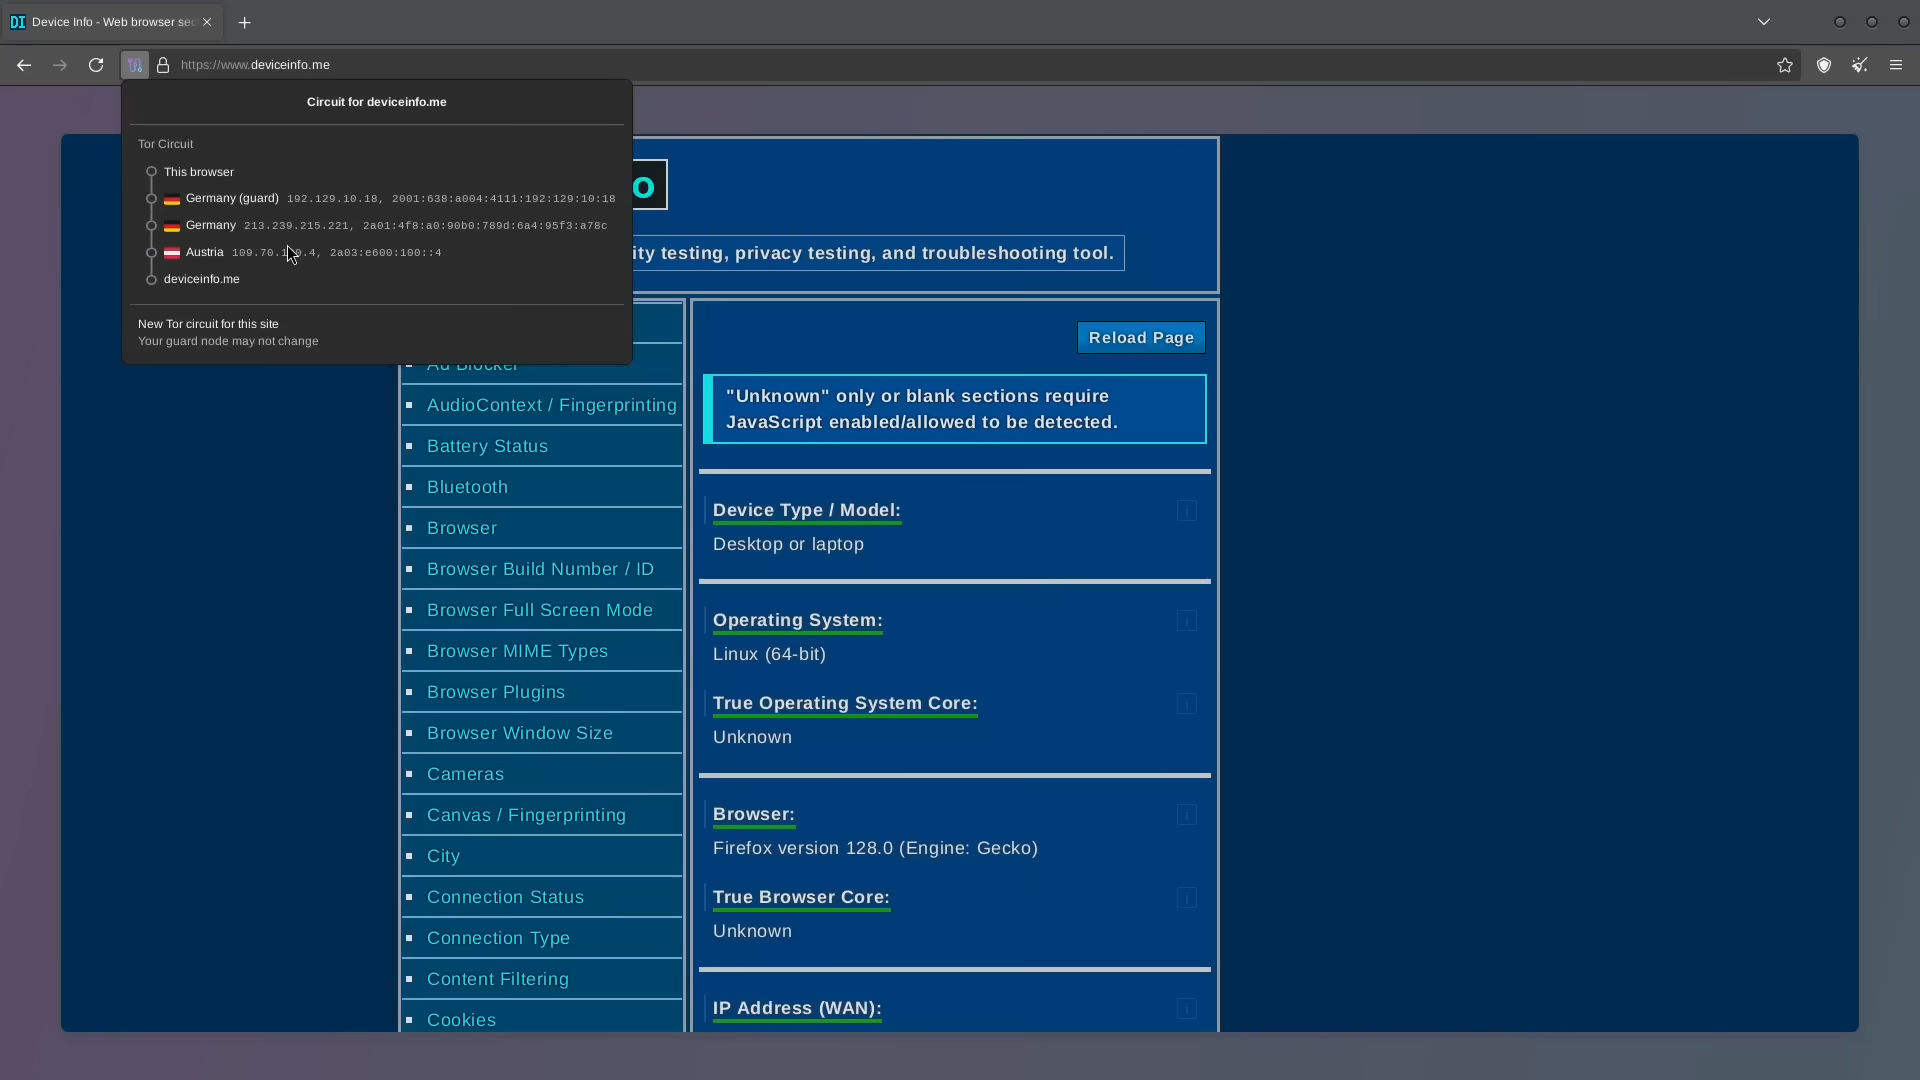 Device Info - Web browser sec
https://www.deviceinfo.me
Circuit for deviceinfo.me
Tor Circuit
This browser
Germany (guard) 192.129.10.18, 2001:638:a004:4111:192:129:10:18
Germany 213.239.215.221, 2a01:4f8:a0:90b0:789d:6a4:95f3:a78c
Austria 2a03:e600:100::4
deviceinfo.me
New Tor circuit for this site
Your guard node may not change
o
ity testing, privacy testing, and troubleshooting tool.
Ad Blocker
AudioContext / Fingerprinting
Battery Status
Bluetooth
Browser
Browser Build Number / ID
Browser Full Screen Mode
Browser MIME Types
Browser Plugins
Browser Window Size
Cameras
Canvas / Fingerprinting
City
Connection Status
Connection Type
Content Filtering
Cookies
Reload Page
"Unknown" only or blank sections require
JavaScript enabled/allowed to be detected.
Device Type / Model:
i
Desktop or laptop
Operating System:
i
Linux (64-bit)
True Operating System Core:
i
Unknown
Browser:
i
Firefox version 128.0 (Engine: Gecko)
True Browser Core:
i
Unknown
IP Address (WAN):
i